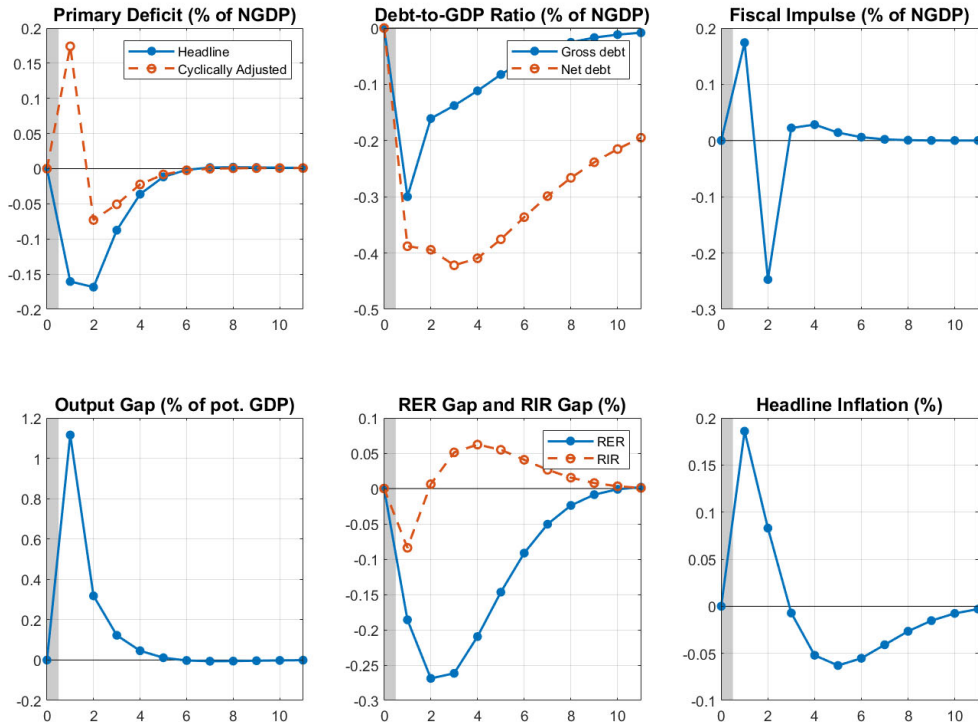 Primary Deficit (% of NGDP)
0.2
0.15
0.1
0.05
0
-0.05
-0.1
-0.15
-0.2
0 2 4 6 8 10
Headline
Cyclically Adjusted
Debt-to-GDP Ratio (% of NGDP)
0
-0.1
-0.2
-0.3
-0.4
-0.5
0 2 4 6 8 10
Gross debt
Net debt
Fiscal Impulse (% of NGDP)
0.2
0.1
0
-0.1
-0.2
-0.3
0 2 4 6 8 10
Output Gap (% of pot. GDP)
1.2
1
0.8
0.6
0.4
0.2
0
-0.2
0 2 4 6 8 10
RER Gap and RIR Gap (%)
0.1
0.05
0
-0.05
-0.1
-0.15
-0.2
-0.25
-0.3
0 2 4 6 8 10
RER
RIR
Headline Inflation (%)
0.2
0.15
0.1
0.05
0
-0.05
-0.1
0 2 4 6 8 10